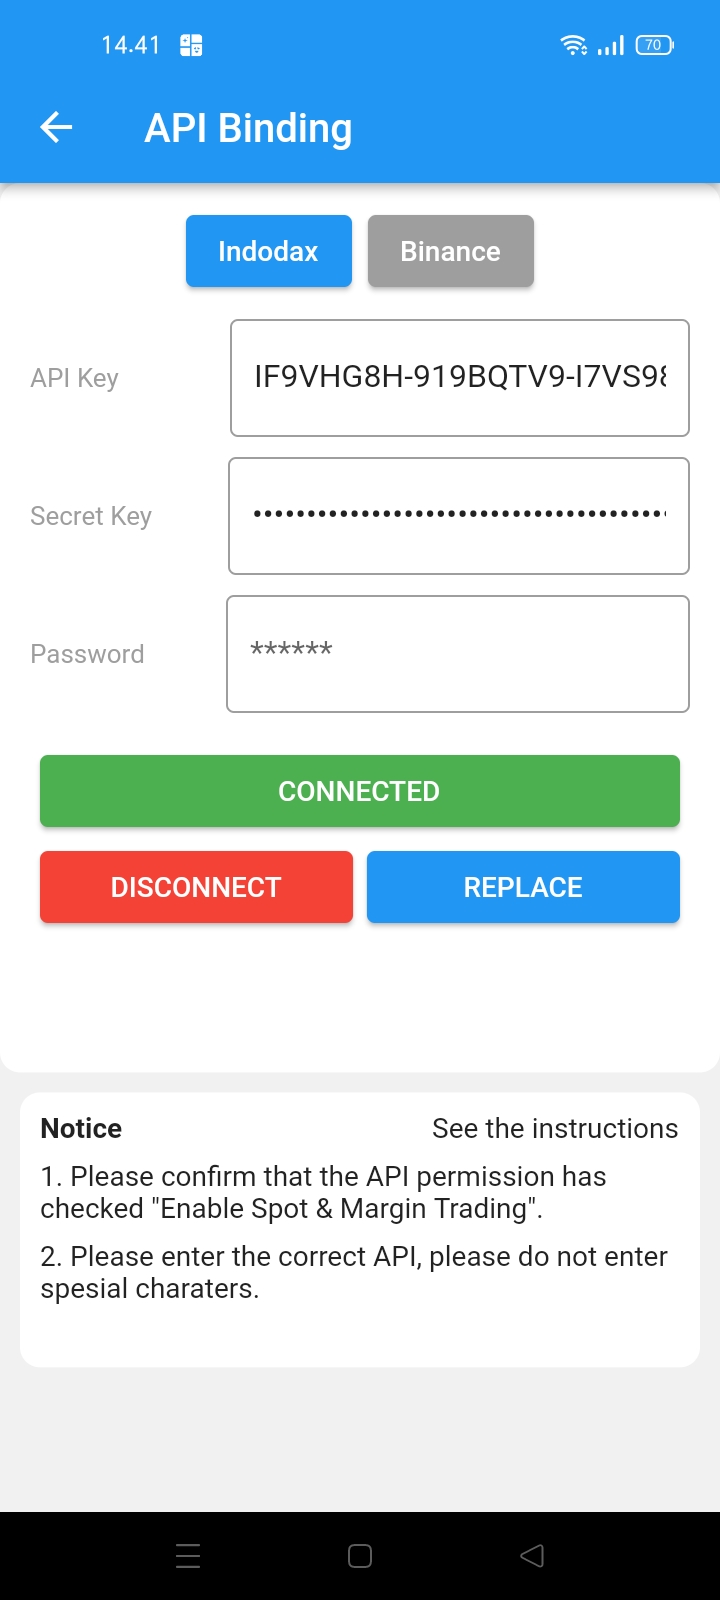 14.41
70
API Binding
Indodax Binance
API Key
IF9VHG8H-919BQTV9-I7VS98
Secret Key
••••••••••••••••••••••••••••••••••••••
Password
******
CONNECTED
DISCONNECT REPLACE
Notice See the instructions
1. Please confirm that the API permission has
checked "Enable Spot & Margin Trading".
2. Please enter the correct API, please do not enter
spesial charaters.